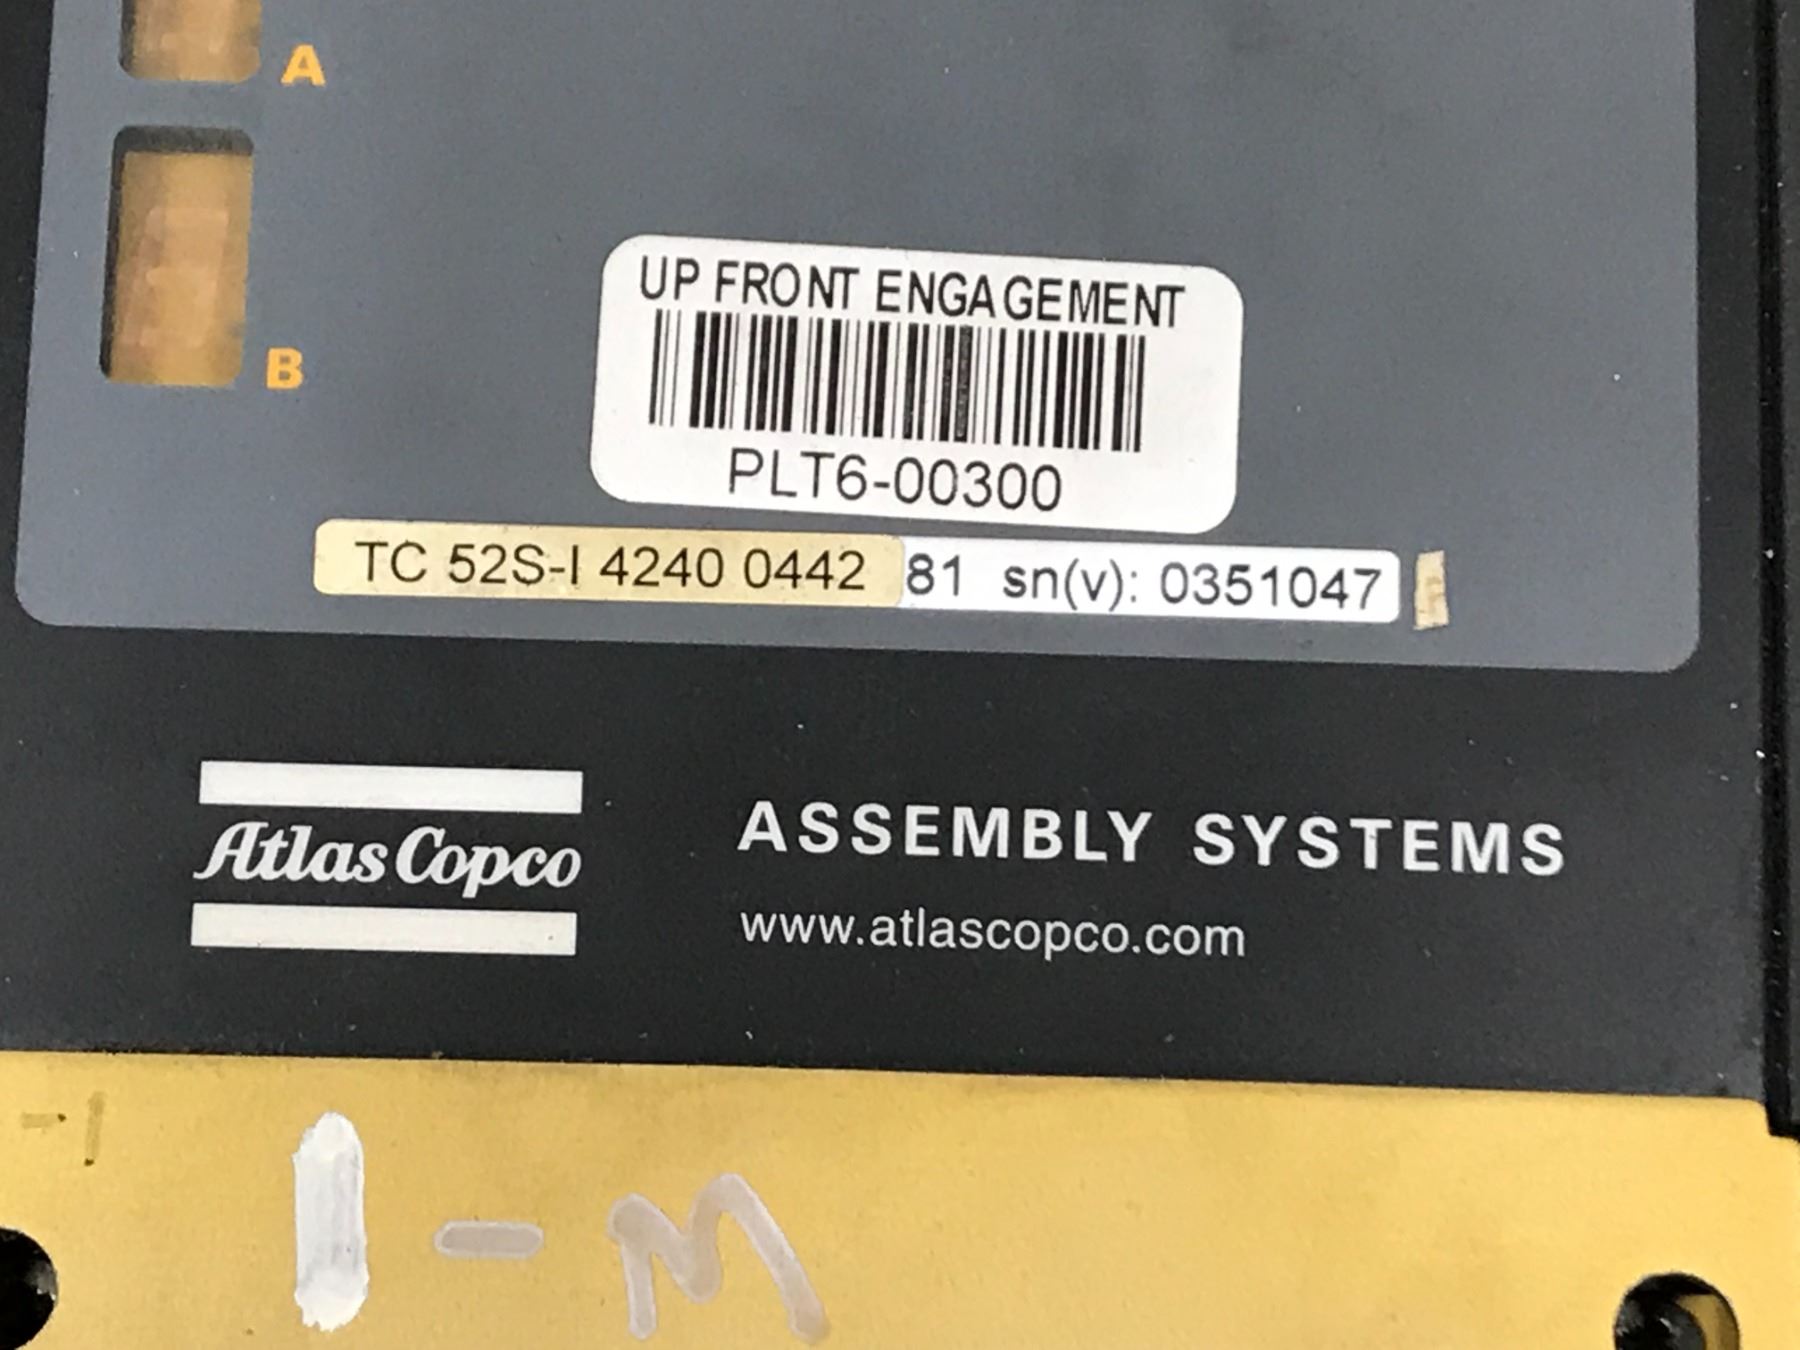 A
B
UP FRONT ENGAGEMENT
PLT6-00300
TC 52S-I 4240 0442 81 sn(v): 0351047
Atlas Copco
ASSEMBLY SYSTEMS
www.atlascopco.com
1-M